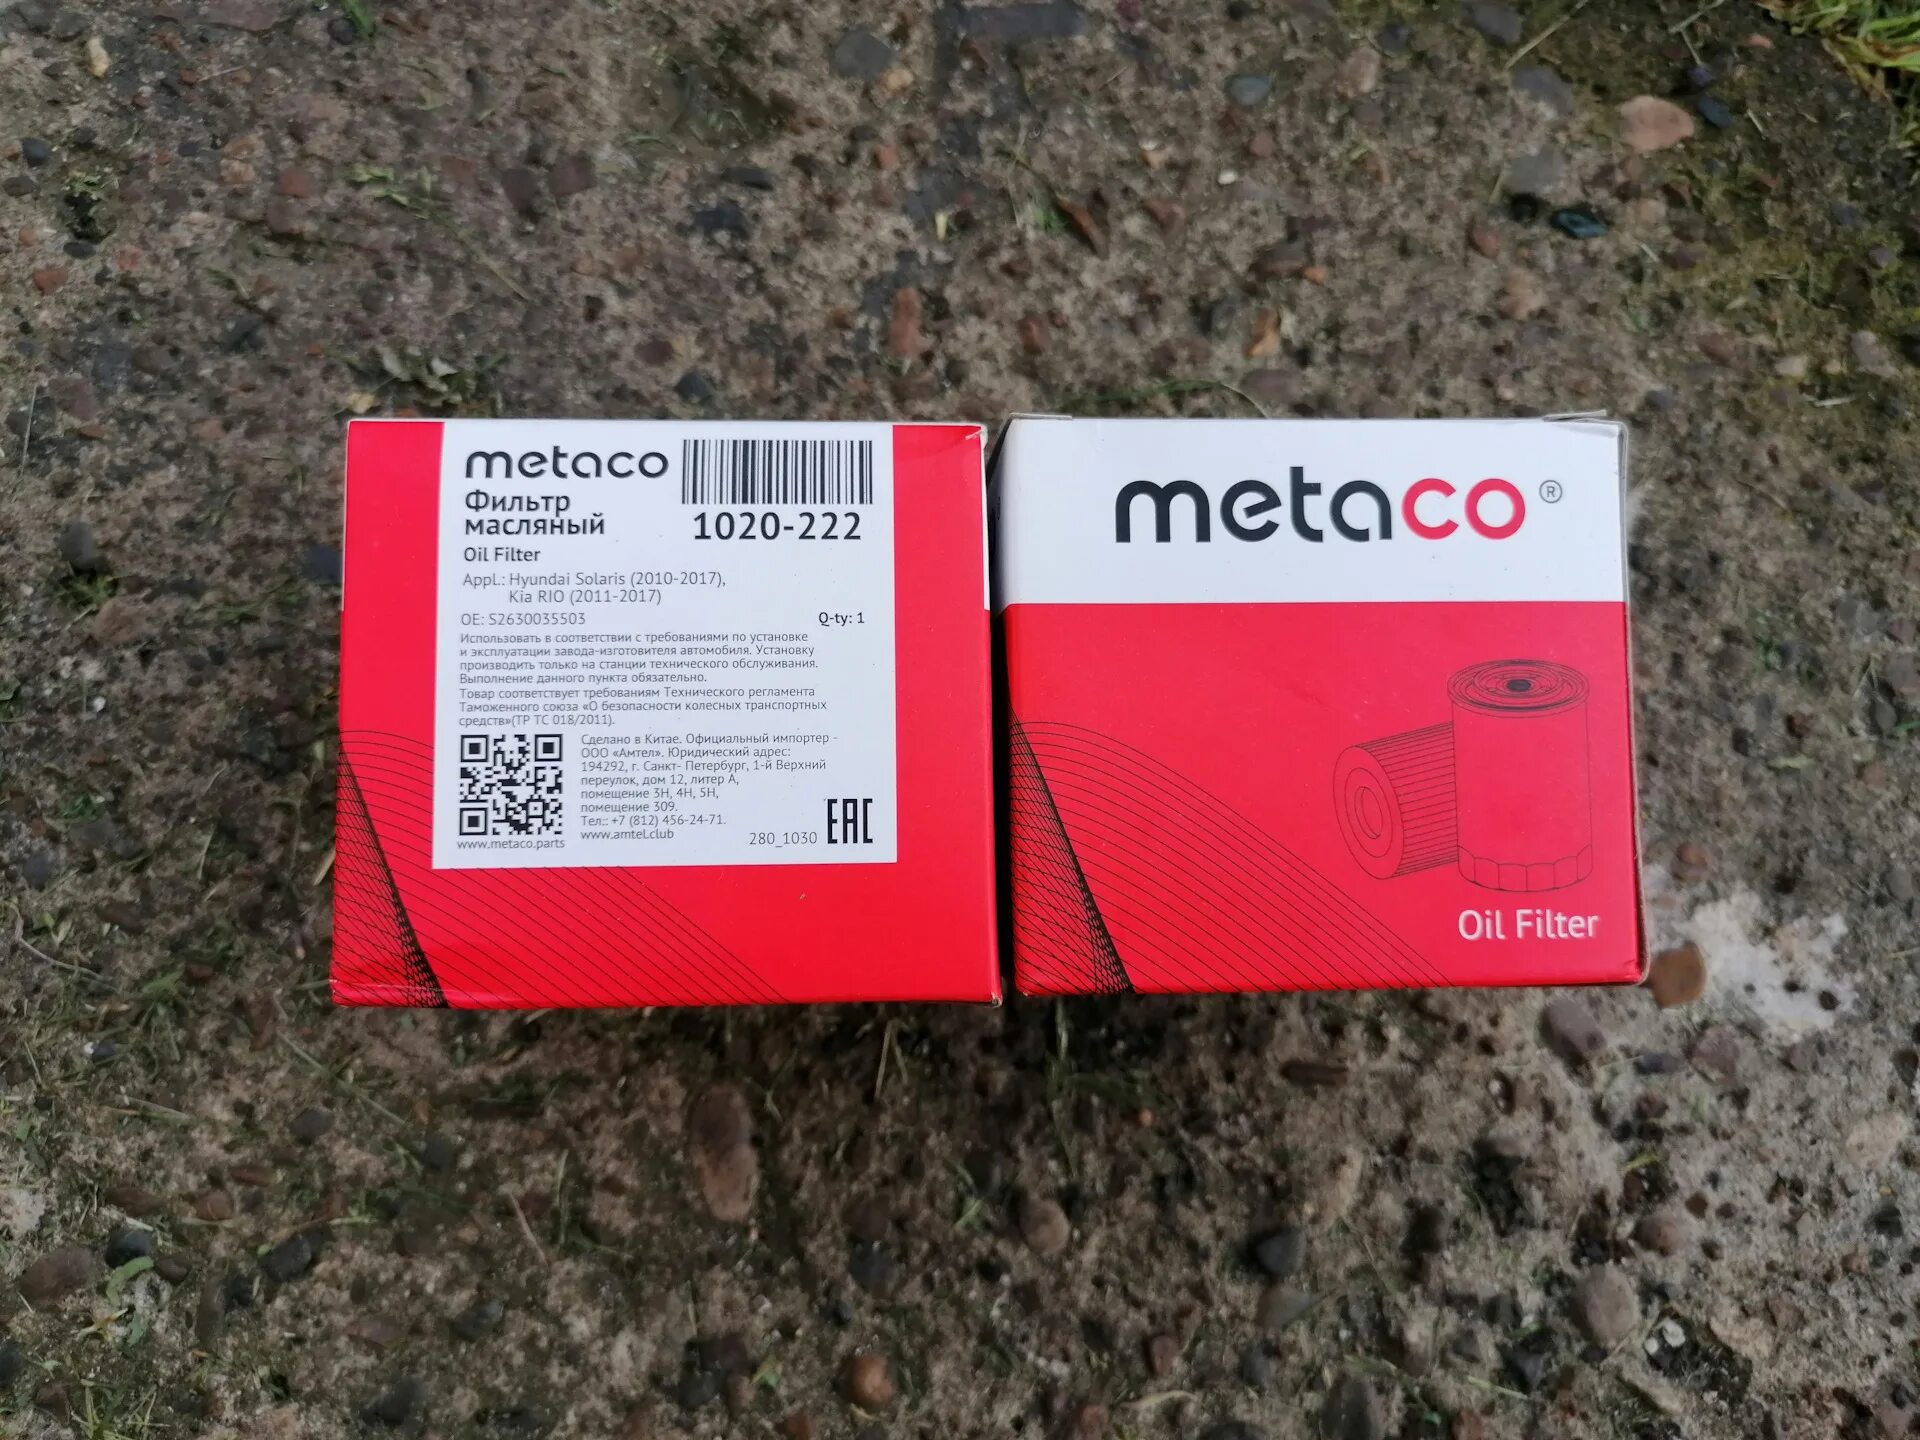 metaco
1020-222
Фильтр
масляный
Oil Filter
Appl.: Hyundai Solaris (2010-2017),
Kia RIO (2011-2017)
OE: S2630035503
Q-ty: 1
Использовать в соответствии с требованиями по установке
и эксплуатации завода-изготовителя автомобиля. Установку
производить только на станции технического обслуживания.
Выполнение данного пункта обязательно.
Товар соответствует требованиям Технического регламента
Таможенного союза «О безопасности колесных транспортных
средств»(ТР ТС 018/2011).
Сделано в Китае. Официальный импортер -
ООО «Амтел». Юридический адрес:
194292, г. Санкт- Петербург, 1-й Верхний
переулок, дом 12, литер А,
помещение 3Н, 4Н, 5Н,
помещение 309.
Тел.: +7 (812) 456-24-71.
www.amtel.club
www.metaco.parts
280_1030
EAC
metaco®
Oil Filter